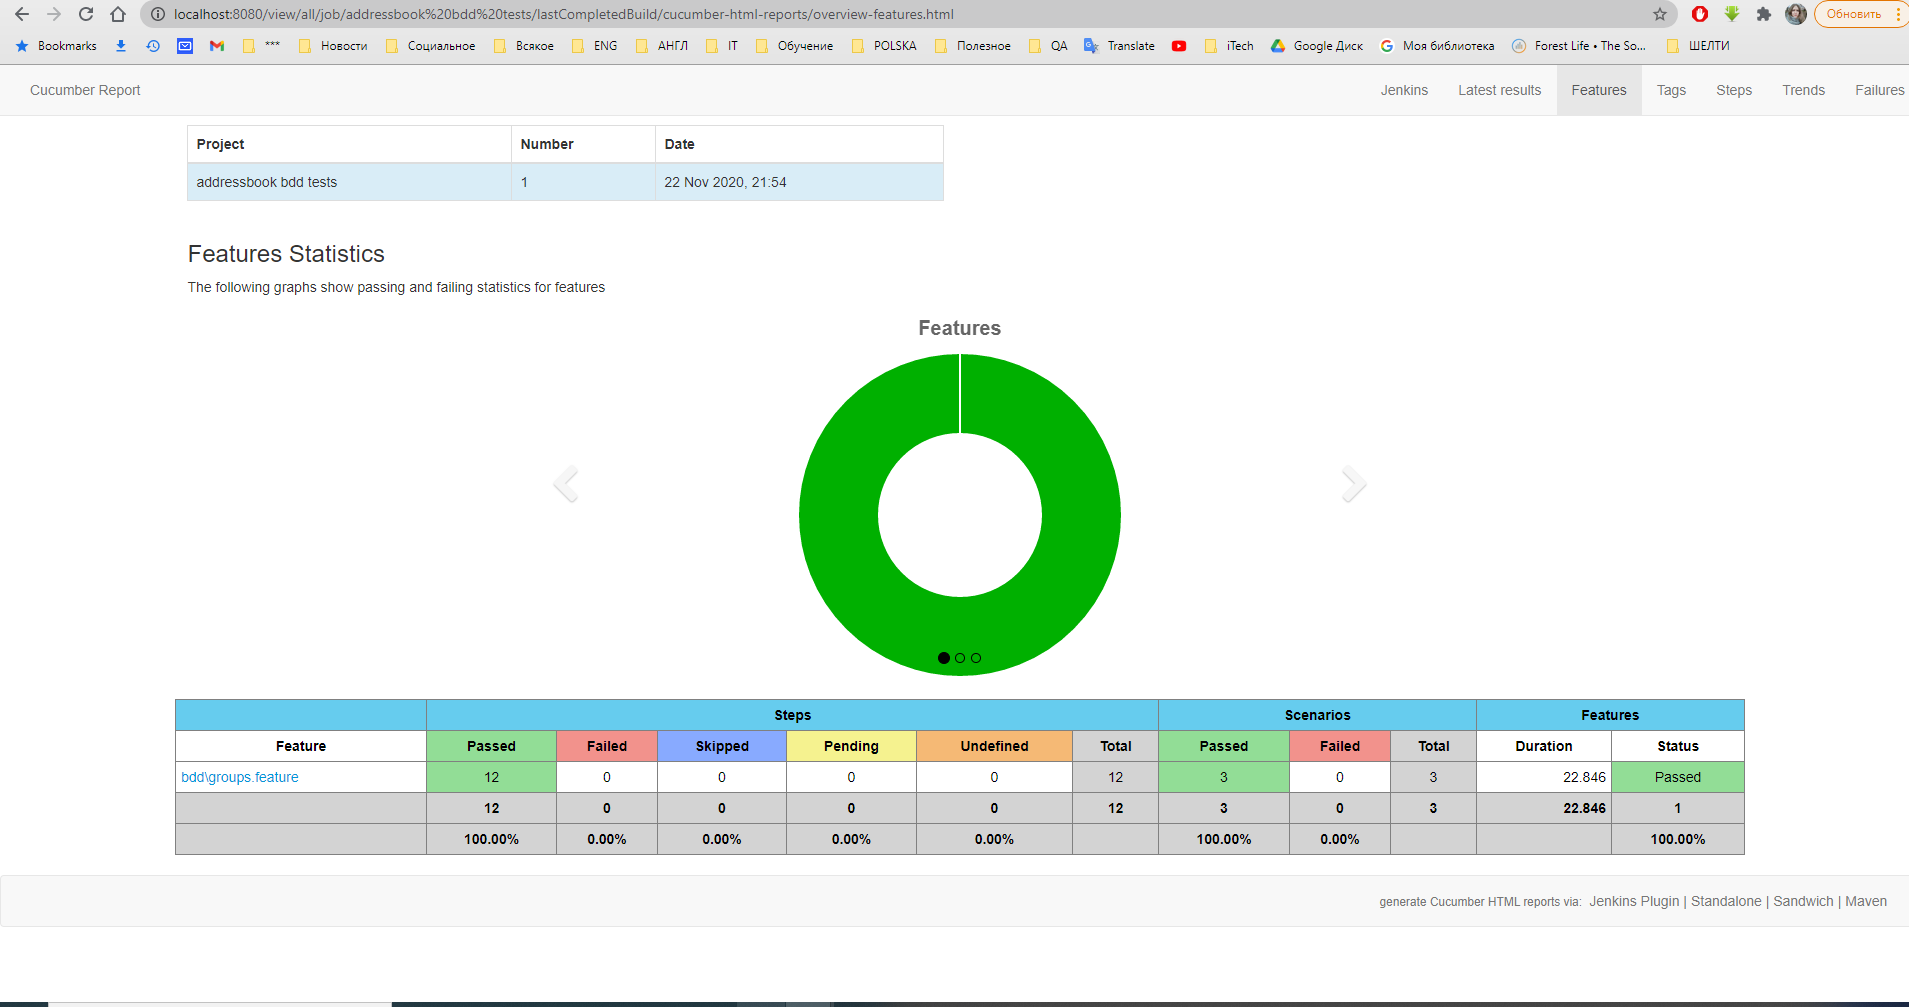 localhost:8080/view/all/job/addressbook%20bdd%20tests/lastCompletedBuild/cucumber-html-reports/overview-features.html Обновить
Bookmarks *** Новости Социальное Всякое ENG АНГЛ IT Обучение POLSKA Полезное QA Translate iTech Google Диск Моя библиотека Forest Life • The So... ШЕЛТИ
Cucumber Report Jenkins Latest results Features Tags Steps Trends Failures
Project Number Date
addressbook bdd tests 1 22 Nov 2020, 21:54
Features Statistics
The following graphs show passing and failing statistics for features
Features
Steps Scenarios Features
Feature Passed Failed Skipped Pending Undefined Total Passed Failed Total Duration Status
bdd\groups.feature 12 0 0 0 0 12 3 0 3 22.846 Passed
12 0 0 0 0 12 3 0 3 22.846 1
100.00% 0.00% 0.00% 0.00% 0.00% 100.00% 0.00% 100.00%
generate Cucumber HTML reports via: Jenkins Plugin | Standalone | Sandwich | Maven